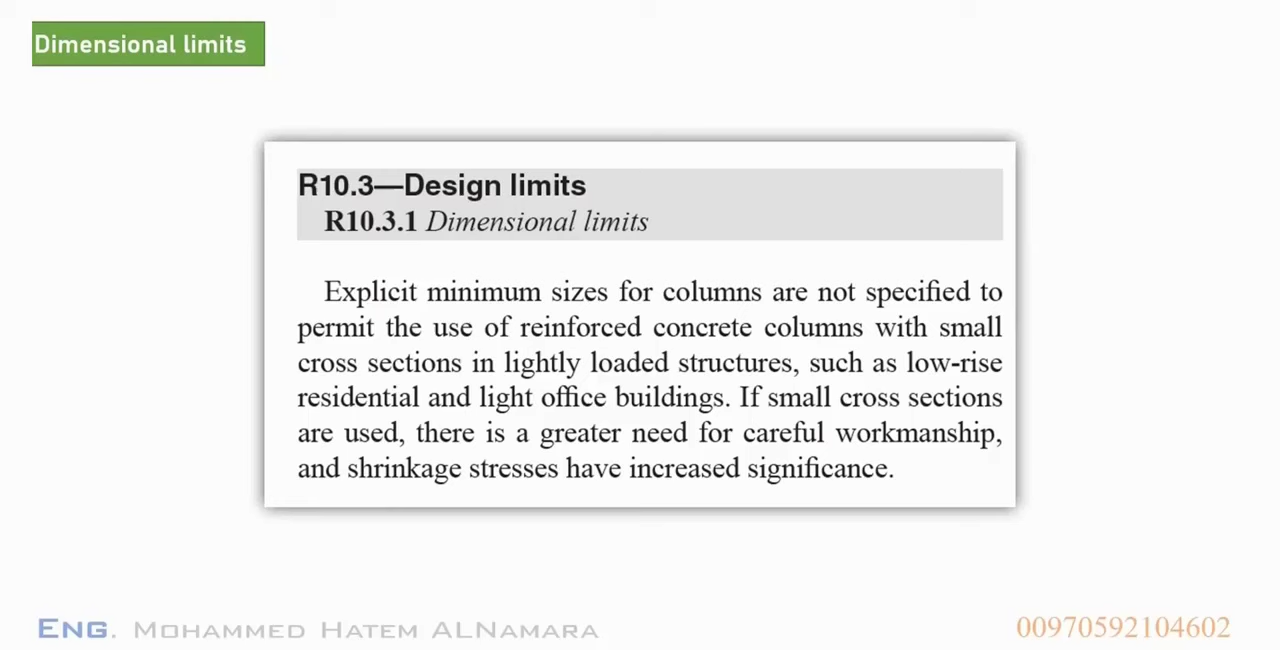 Dimensional limits
R10.3—Design limits
R10.3.1 Dimensional limits
Explicit minimum sizes for columns are not specified to
permit the use of reinforced concrete columns with small
cross sections in lightly loaded structures, such as low-rise
residential and light office buildings. If small cross sections
are used, there is a greater need for careful workmanship,
and shrinkage stresses have increased significance.
ENG. MOHAMMED HATEM ALNAMARA
00970592104602